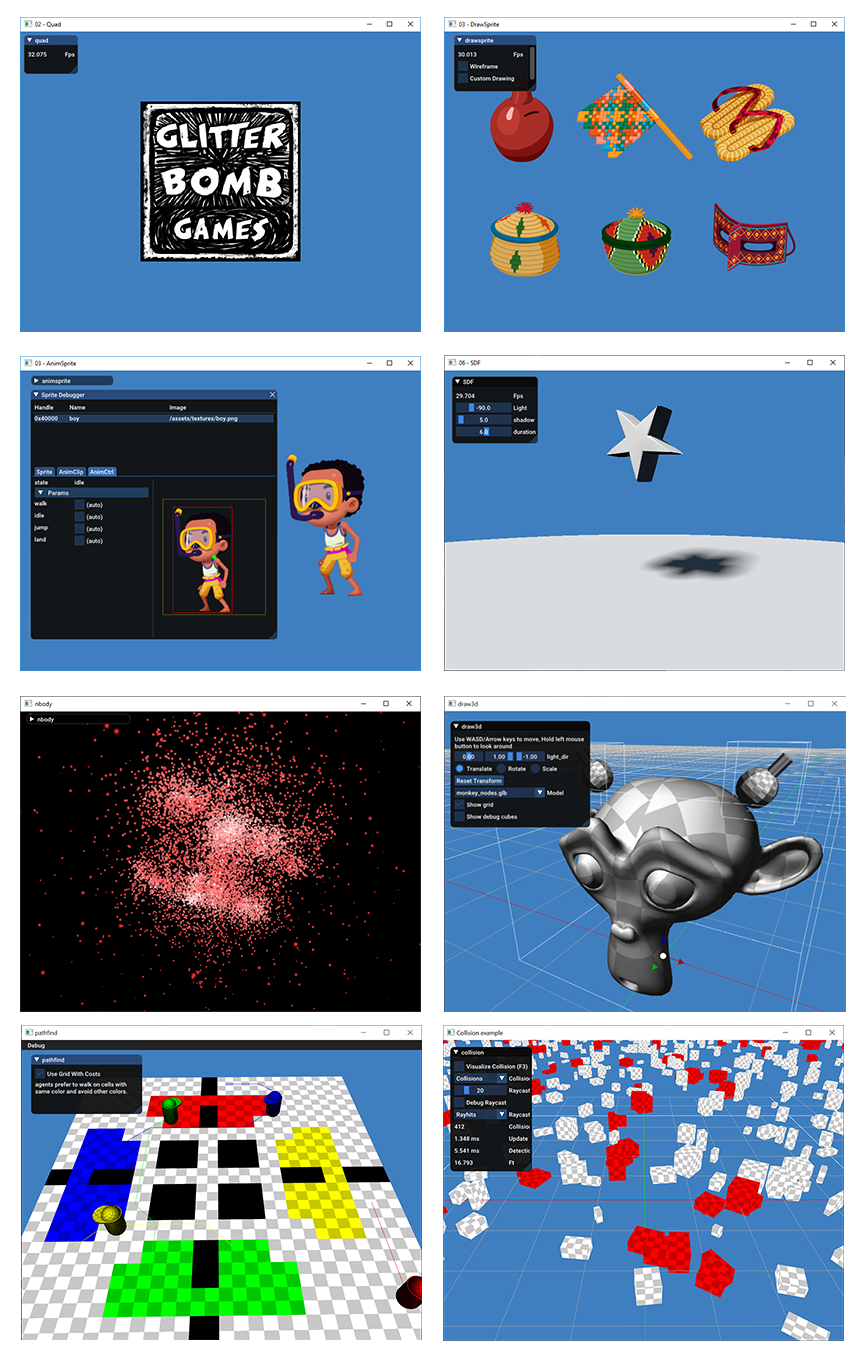 02 - Quad
quad
32.075 Fps
GLITTER
BOMB
GAMES
03 - DrawSprite
drawsprite
30.013 Fps
Wireframe
Custom Drawing
03 - AnimSprite
animsprite
Sprite Debugger
Handle Name Image
0x40000 boy /assets/textures/boy.png
Sprite AnimClip AnimCtrl
state idle
Params
walk (auto)
idle (auto)
jump (auto)
land (auto)
06 - SDF
SDF
29.704 Fps
-90.0 Light
5.0 shadow
6.0 duration
nbody
nbody
draw3d
draw3d
Use WASD/Arrow keys to move, Hold left mouse
button to look around
0.00 1.00 -1.00 light_dir
Translate Rotate Scale
Reset Transform
monkey_nodes.glb Model
Show grid
Show debug cubes
pathfind
Debug
pathfind
Use Grid With Costs
agents prefer to walk on cells with
same color and avoid other colors.
Collision example
collision
Visualize Collision (F3)
Collisions Collisio
20 Raycast
Debug Raycast
Rayhits Raycast
412 Collisio
1.348 ms Update
5.541 ms Detectic
16.793 Ft